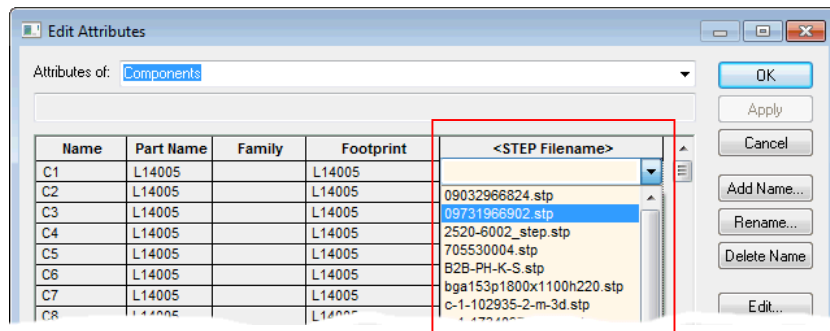 Edit Attributes
Attributes of: Components
OK
Apply
Cancel
Add Name...
Rename...
Delete Name
Edit...
Name Part Name Family Footprint <STEP Filename>
C1 L14005 L14005
C2 L14005 L14005 09032966824.stp
C3 L14005 L14005 09731966902.stp
C4 L14005 L14005 2520-6002_step.stp
C5 L14005 L14005 705530004.stp
C6 L14005 L14005 B2B-PH-K-S.stp
C7 L14005 L14005 bga153p1800x1100h220.stp
C8 c-1-102935-2-m-3d.stp